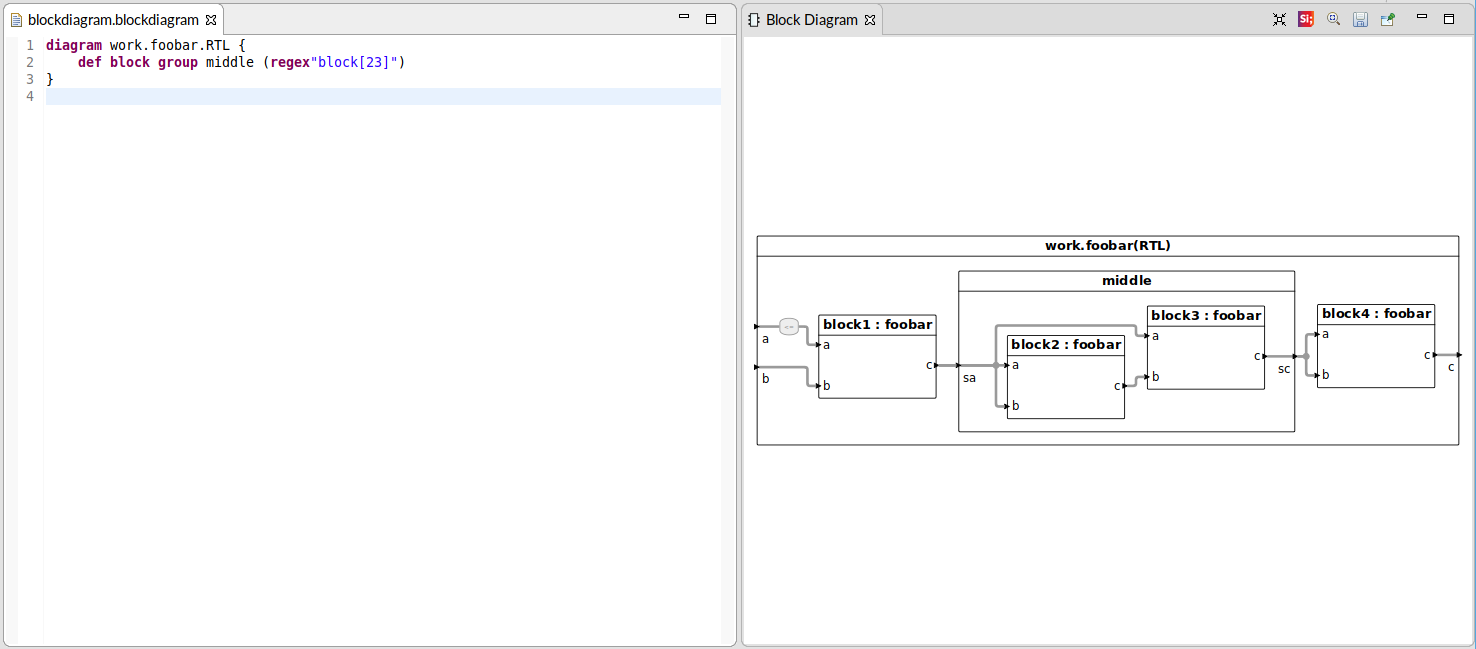 blockdiagram.blockdiagram
1 diagram work.foobar.RTL {
2     def block group middle (regex"block[23]")
3 }
4
Block Diagram
Si
work.foobar(RTL)
middle
a
<=
b
block1 : foobar
a
b
c
sa
block2 : foobar
a
b
c
block3 : foobar
a
b
c
sc
block4 : foobar
a
b
c
c